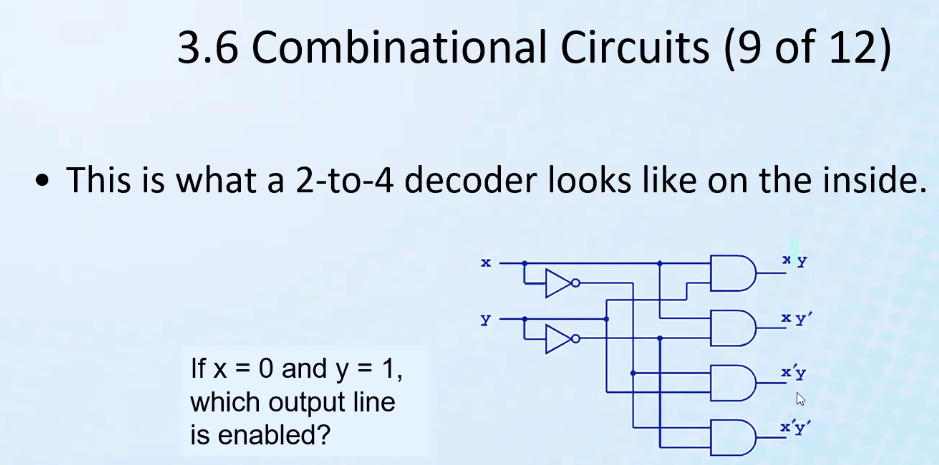 3.6 Combinational Circuits (9 of 12)
• This is what a 2-to-4 decoder looks like on the inside.
x
x y
y
x y′
If x = 0 and y = 1,
which output line
is enabled?
x′y
x′y′